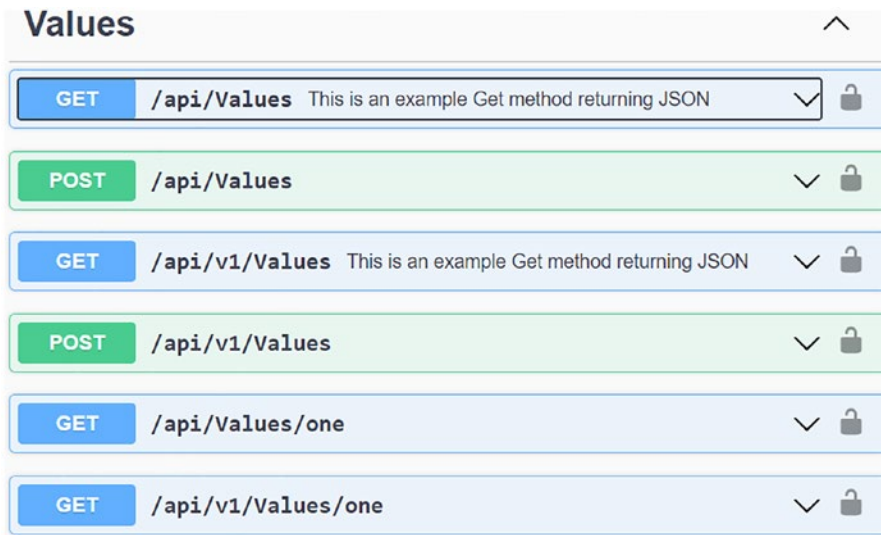 Values
GET /api/Values This is an example Get method returning JSON
POST /api/Values
GET /api/v1/Values This is an example Get method returning JSON
POST /api/v1/Values
GET /api/Values/one
GET /api/v1/Values/one